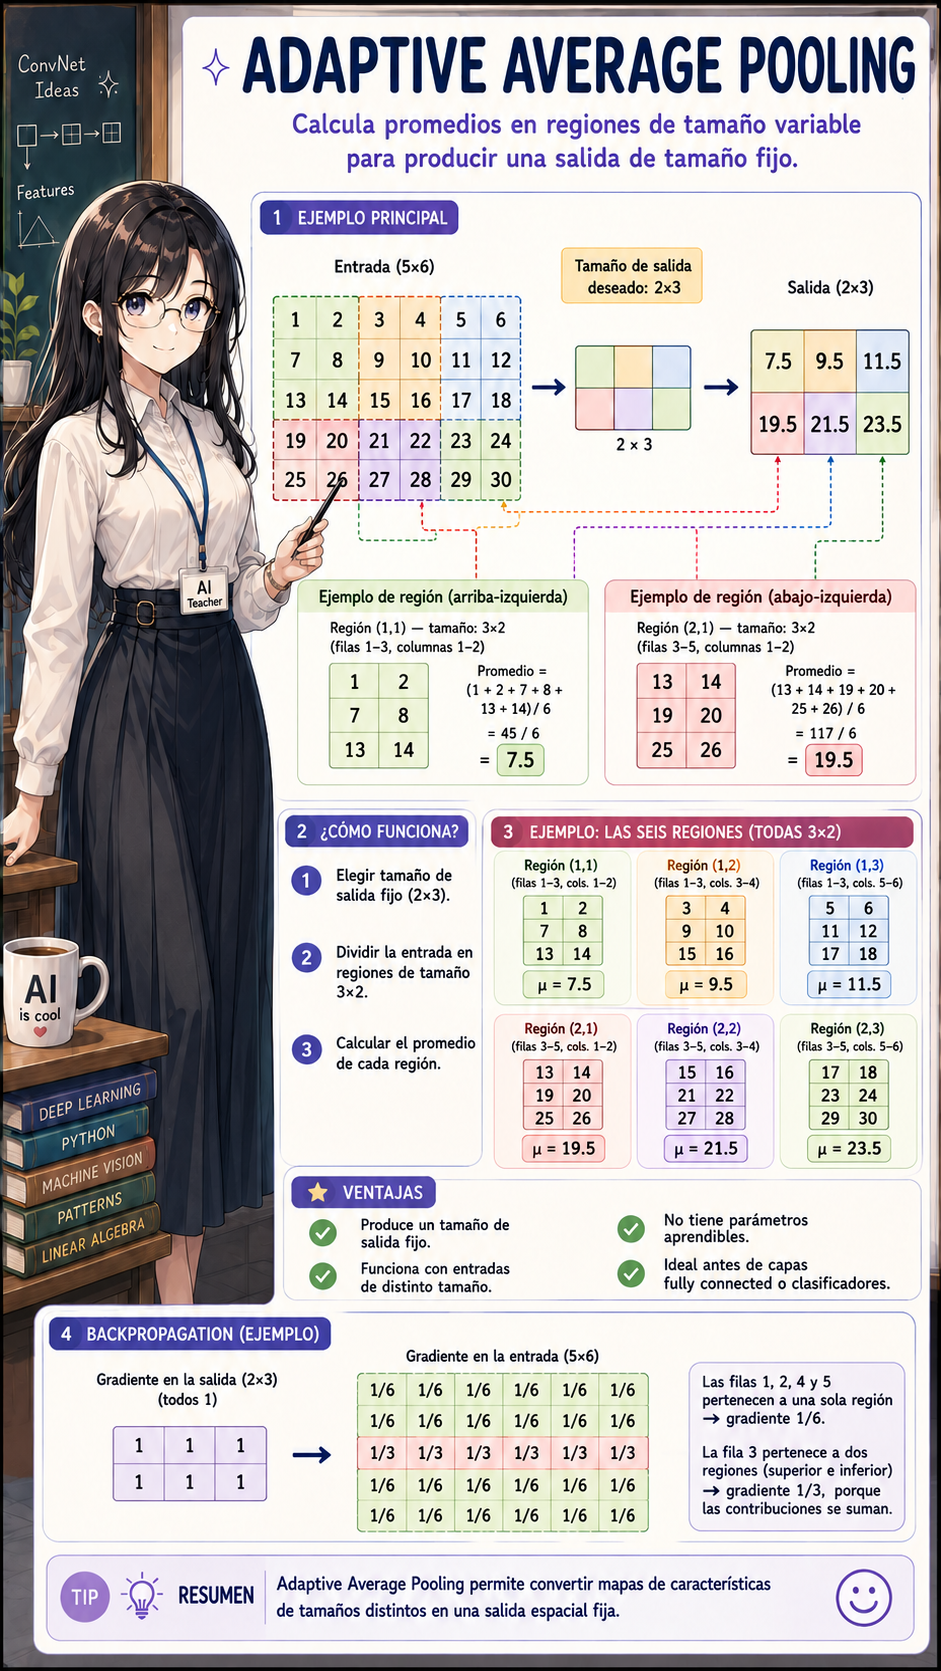 ConvNet
Ideas
Features
ADAPTIVE AVERAGE POOLING
Calcula promedios en regiones de tamaño variable
para producir una salida de tamaño fijo.
1 EJEMPLO PRINCIPAL
Entrada (5×6)
1 2 3 4 5 6
7 8 9 10 11 12
13 14 15 16 17 18
19 20 21 22 23 24
25 26 27 28 29 30
Tamaño de salida
deseado: 2×3
2 × 3
Salida (2×3)
7.5 9.5 11.5
19.5 21.5 23.5
AI
Teacher
Ejemplo de región (arriba-izquierda)
Región (1,1) — tamaño: 3×2
(filas 1–3, columnas 1–2)
1 2
7 8
13 14
Promedio =
(1 + 2 + 7 + 8 +
13 + 14) / 6
= 45 / 6
= 7.5
Ejemplo de región (abajo-izquierda)
Región (2,1) — tamaño: 3×2
(filas 3–5, columnas 1–2)
13 14
19 20
25 26
Promedio =
(13 + 14 + 19 + 20 +
25 + 26) / 6
= 117 / 6
= 19.5
2 ¿CÓMO FUNCIONA?
1 Elegir tamaño de
salida fijo (2×3).
2 Dividir la entrada en
regiones de tamaño
3×2.
3 Calcular el promedio
de cada región.
3 EJEMPLO: LAS SEIS REGIONES (TODAS 3×2)
Región (1,1)
(filas 1–3, cols. 1–2)
1 2
7 8
13 14
μ = 7.5
Región (1,2)
(filas 1–3, cols. 3–4)
3 4
9 10
15 16
μ = 9.5
Región (1,3)
(filas 1–3, cols. 5–6)
5 6
11 12
17 18
μ = 11.5
Región (2,1)
(filas 3–5, cols. 1–2)
13 14
19 20
25 26
μ = 19.5
Región (2,2)
(filas 3–5, cols. 3–4)
15 16
21 22
27 28
μ = 21.5
Región (2,3)
(filas 3–5, cols. 5–6)
17 18
23 24
29 30
μ = 23.5
AI
is cool
DEEP LEARNING
PYTHON
MACHINE VISION
PATTERNS
LINEAR ALGEBRA
VENTAJAS
Produce un tamaño de
salida fijo.
Funciona con entradas
de distinto tamaño.
No tiene parámetros
aprendibles.
Ideal antes de capas
fully connected o clasificadores.
4 BACKPROPAGATION (EJEMPLO)
Gradiente en la salida (2×3)
(todos 1)
1 1 1
1 1 1
Gradiente en la entrada (5×6)
1/6 1/6 1/6 1/6 1/6 1/6
1/6 1/6 1/6 1/6 1/6 1/6
1/3 1/3 1/3 1/3 1/3 1/3
1/6 1/6 1/6 1/6 1/6 1/6
1/6 1/6 1/6 1/6 1/6 1/6
Las filas 1, 2, 4 y 5
pertenecen a una sola región
→ gradiente 1/6.
La fila 3 pertenece a dos
regiones (superior e inferior)
→ gradiente 1/3, porque
las contribuciones se suman.
TIP
RESUMEN
Adaptive Average Pooling permite convertir mapas de características
de tamaños distintos en una salida espacial fija.